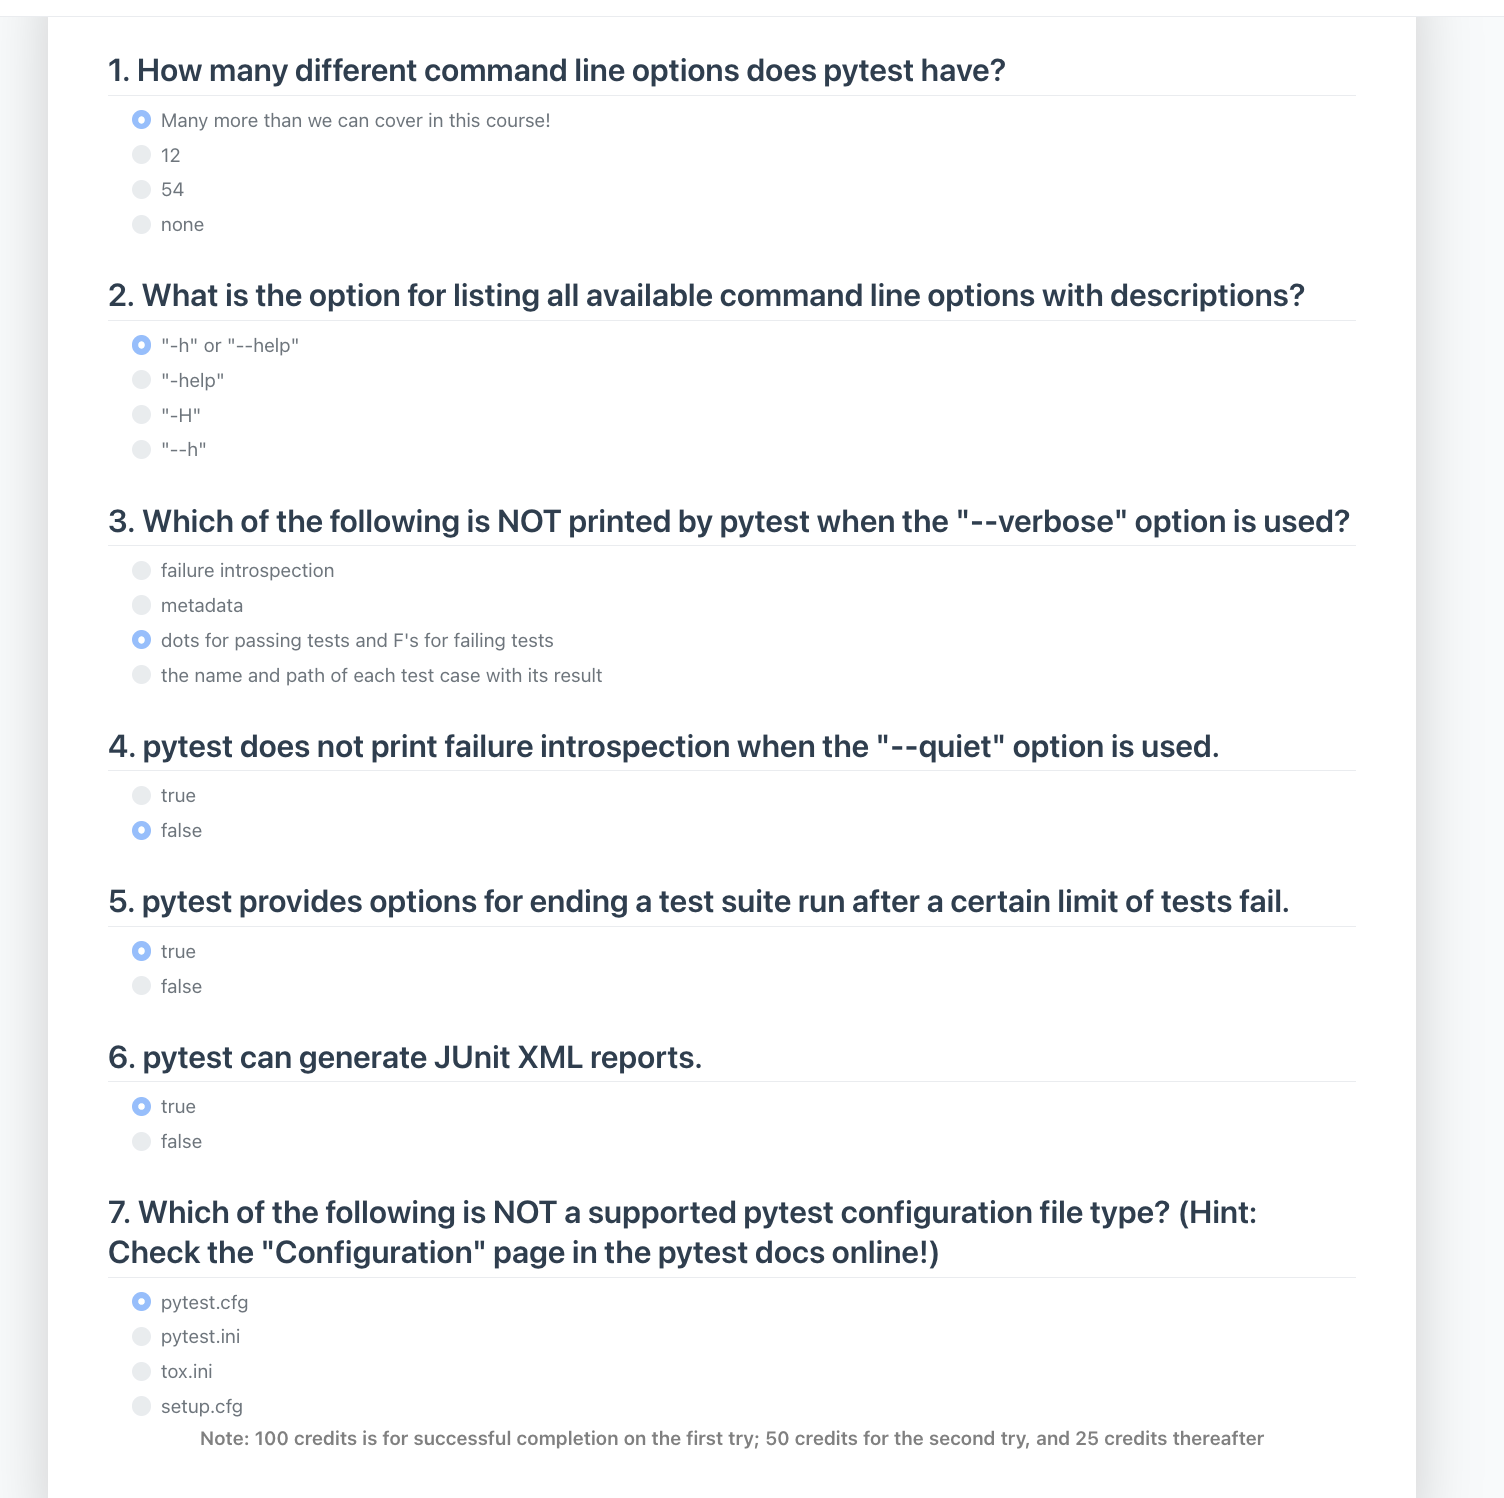 1. How many different command line options does pytest have?
Many more than we can cover in this course!
12
54
none
2. What is the option for listing all available command line options with descriptions?
"-h" or "--help"
"-help"
"-H"
"--h"
3. Which of the following is NOT printed by pytest when the "--verbose" option is used?
failure introspection
metadata
dots for passing tests and F's for failing tests
the name and path of each test case with its result
4. pytest does not print failure introspection when the "--quiet" option is used.
true
false
5. pytest provides options for ending a test suite run after a certain limit of tests fail.
true
false
6. pytest can generate JUnit XML reports.
true
false
7. Which of the following is NOT a supported pytest configuration file type? (Hint:
Check the "Configuration" page in the pytest docs online!)
pytest.cfg
pytest.ini
tox.ini
setup.cfg
Note: 100 credits is for successful completion on the first try; 50 credits for the second try, and 25 credits thereafter